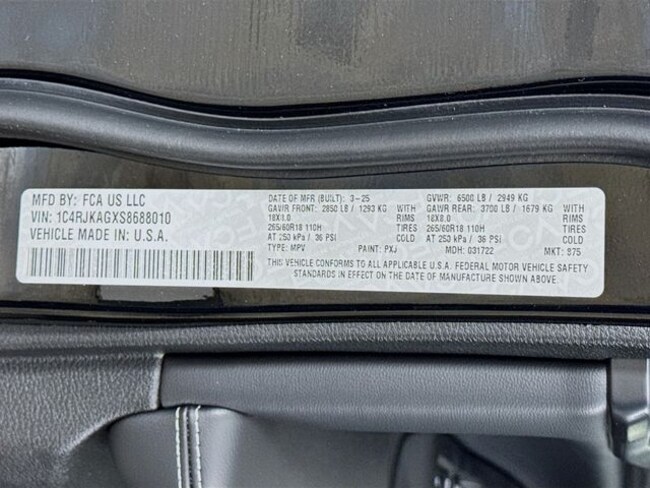 MFD BY: FCA US LLC
VIN: 1C4RJKAGXS8688010
VEHICLE MADE IN: U.S.A.
DATE OF MFR (BUILT): 3-25
GAWR FRONT: 2850 LB / 1293 KG WITH
18X8.0 RIMS
265/60R18 110H TIRES
AT 250 kPa / 36 PSI
TYPE: MPV PAINT: PXJ
GVWR: 6500 LB / 2949 KG
GAWR REAR: 3700 LB / 1679 KG WITH
18X8.0 RIMS
265/60R18 110H TIRES
AT 250 kPa / 36 PSI
MDH: 031722 MKT: 875
THIS VEHICLE CONFORMS TO ALL APPLICABLE U.S.A. FEDERAL MOTOR VEHICLE SAFETY
STANDARDS IN EFFECT ON THE DATE OF MANUFACTURE SHOWN ABOVE.